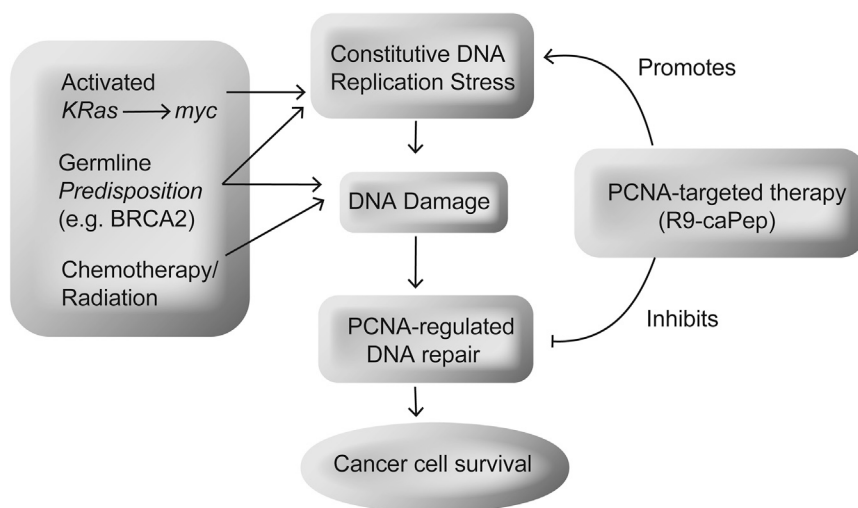 Activated
KRas → myc
Germline
Predisposition
(e.g. BRCA2)
Chemotherapy/
Radiation
Constitutive DNA
Replication Stress
DNA Damage
PCNA-regulated
DNA repair
Cancer cell survival
Promotes
PCNA-targeted therapy
(R9-caPep)
Inhibits